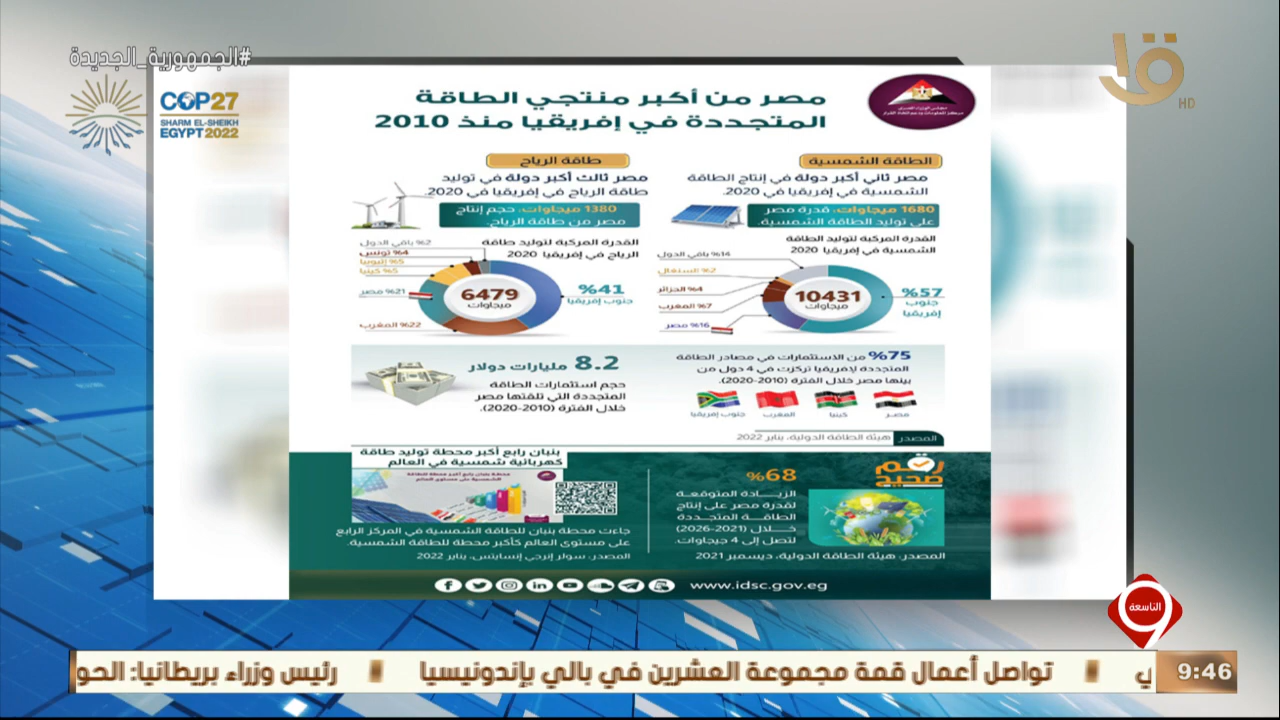 #الجمهورية_الجديدة
COP27
SHARM EL-SHEIKH
EGYPT 2022
HD
مصر من أكبر منتجي الطاقة
المتجددة في إفريقيا منذ 2010
الطاقة الشمسية
مصر ثاني أكبر دولة في إنتاج الطاقة
الشمسية في إفريقيا في 2020.
1680 ميجاوات، قدرة مصر
على توليد الطاقة الشمسية.
القدرة المركبة لتوليد الطاقة
الشمسية في إفريقيا 2020
%14 باقي الدول
%2 السنغال
%4 الجزائر
%7 المغرب
%16 مصر
10431
ميجاوات
%57
جنوب
إفريقيا
طاقة الرياح
مصر ثالث أكبر دولة في توليد
طاقة الرياح في إفريقيا في 2020.
1380 ميجاوات، حجم إنتاج
مصر من طاقة الرياح.
القدرة المركبة لتوليد طاقة
الرياح في إفريقيا 2020
%2 باقي الدول
%4 تونس
%5 إثيوبيا
%5 كينيا
%21 مصر
%22 المغرب
6479
ميجاوات
%41
جنوب إفريقيا
%75 من الاستثمارات في مصادر الطاقة
المتجددة لإفريقيا تركزت في 4 دول من
بينها مصر خلال الفترة (2010-2020).
مصر
كينيا
المغرب
جنوب إفريقيا
8.2 مليارات دولار
حجم استثمارات الطاقة
المتجددة التي تلقتها مصر
خلال الفترة (2010-2020).
المصدر هيئة الطاقة الدولية، يناير 2022
رقم
صحيح
%68
الزيادة المتوقعة
لقدرة مصر على إنتاج
الطاقة المتجددة
خلال (2021-2026)
لتصل إلى 4 جيجاوات.
المصدر، هيئة الطاقة الدولية، ديسمبر 2021
بنبان رابع أكبر محطة توليد طاقة
كهربائية شمسية في العالم
محطة بنبان رابع أكبر محطة للطاقة
الشمسية على مستوى العالم
جاءت محطة بنبان للطاقة الشمسية في المركز الرابع
على مستوى العالم كأكبر محطة للطاقة الشمسية.
المصدر، سولار إنرجي إنسايتس، يناير 2022
www.idsc.gov.eg
التاسعة
9
9:46
ي
تواصل أعمال قمة مجموعة العشرين في بالي بإندونيسيا
رئيس وزراء بريطانيا: الحو